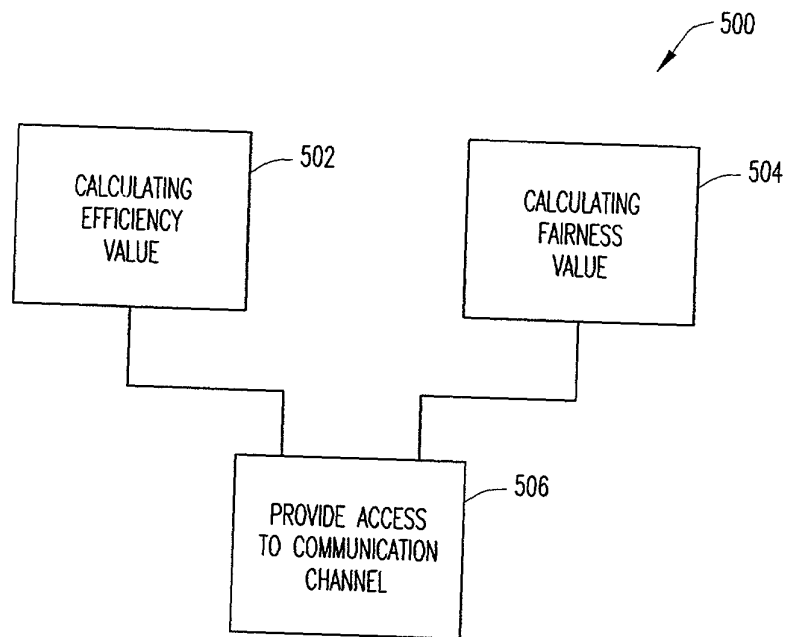 500
CALCULATING
EFFICIENCY
VALUE
502
CALCULATING
FAIRNESS
VALUE
504
PROVIDE ACCESS
TO COMMUNICATION
CHANNEL
506